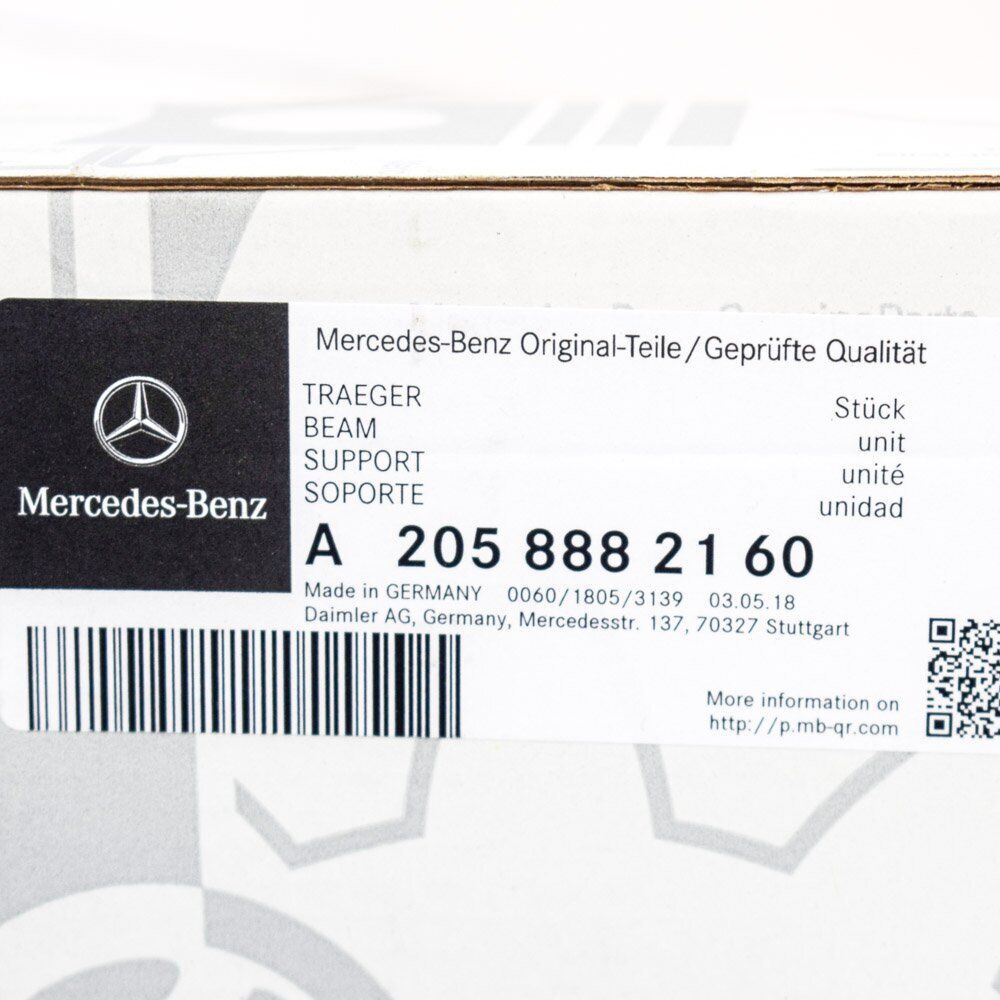 Mercedes-Benz Original-Teile/Geprüfte Qualität
TRAEGER
BEAM
SUPPORT
SOPORTE
Stück
unit
unité
unidad
Mercedes-Benz
A 205 888 21 60
Made in GERMANY 0060/1805/3139 03.05.18
Daimler AG, Germany, Mercedesstr. 137, 70327 Stuttgart
More information on
http://p.mb-qr.com